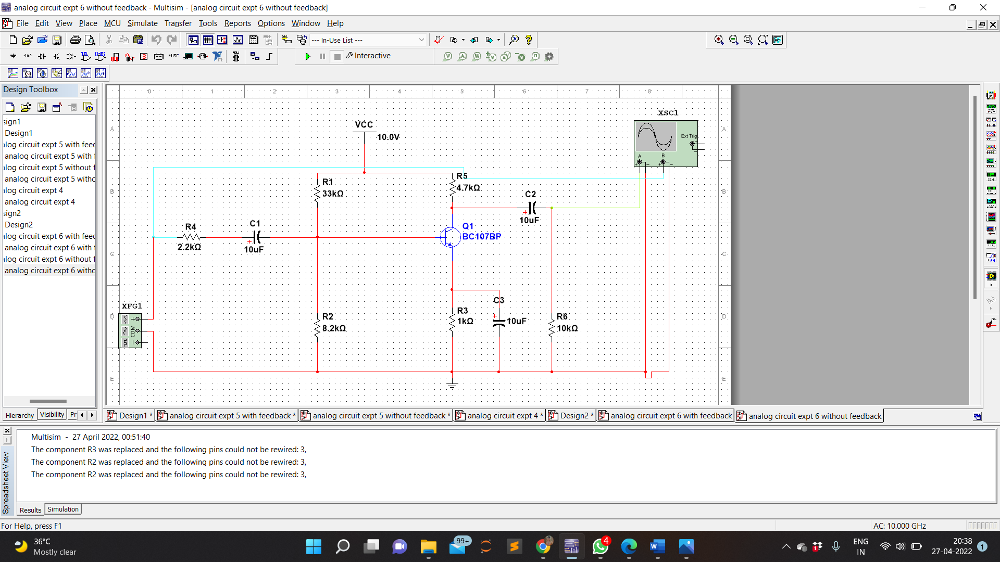 analog circuit expt 6 without feedback - Multisim - [analog circuit expt 6 without feedback]
File Edit View Place MCU Simulate Transfer Tools Reports Options Window Help
--- In-Use List ---
MISC
Interactive
Design Toolbox
sign1
Design1
alog circuit expt 5 with feed
analog circuit expt 5 with
alog circuit expt 5 without f
analog circuit expt 5 witho
alog circuit expt 4
analog circuit expt 4
sign2
Design2
alog circuit expt 6 with feed
analog circuit expt 6 with
alog circuit expt 6 without f
analog circuit expt 6 witho
Hierarchy Visibility Pr
0 1 2 3 4 5 6 7 8
A B C D E
A B C D E
XSC1
Ext Trig
A B
VCC
10.0V
R1
33kΩ
R5
4.7kΩ
C2
10uF
R4
2.2kΩ
C1
10uF
Q1
BC107BP
XFG1
COM
R2
8.2kΩ
R3
1kΩ
C3
10uF
R6
10kΩ
Design1 * analog circuit expt 5 with feedback * analog circuit expt 5 without feedback * analog circuit expt 4 * Design2 * analog circuit expt 6 with feedback analog circuit expt 6 without feedback
Spreadsheet View
Multisim - 27 April 2022, 00:51:40
The component R3 was replaced and the following pins could not be rewired: 3,
The component R2 was replaced and the following pins could not be rewired: 3,
The component R2 was replaced and the following pins could not be rewired: 3,
Results Simulation
For Help, press F1
AC: 10.000 GHz
36°C
Mostly clear
99+
4
1
ENG
IN
20:38
27-04-2022
1